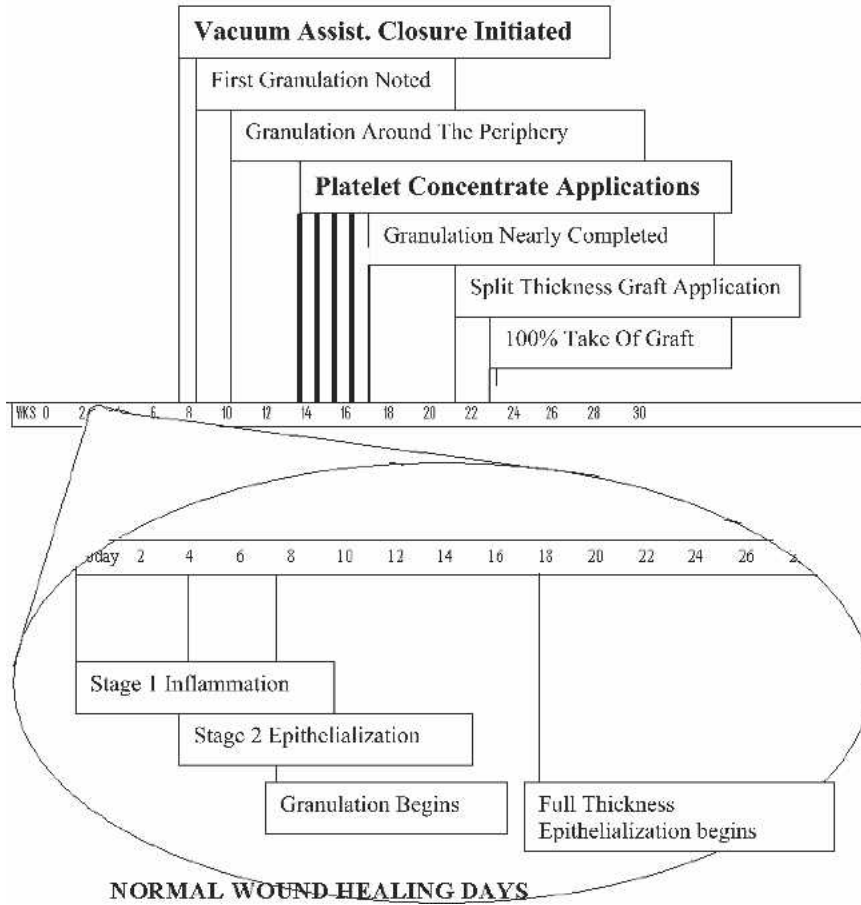 Vacuum Assist. Closure Initiated
First Granulation Noted
Granulation Around The Periphery
Platelet Concentrate Applications
Granulation Nearly Completed
Split Thickness Graft Application
100% Take Of Graft
WKS 0 2 4 6 8 10 12 14 16 18 20 22 24 26 28 30
day 2 4 6 8 10 12 14 16 18 20 22 24 26
Stage 1 Inflammation
Stage 2 Epithelialization
Granulation Begins
Full Thickness
Epithelialization begins
NORMAL WOUND HEALING DAYS